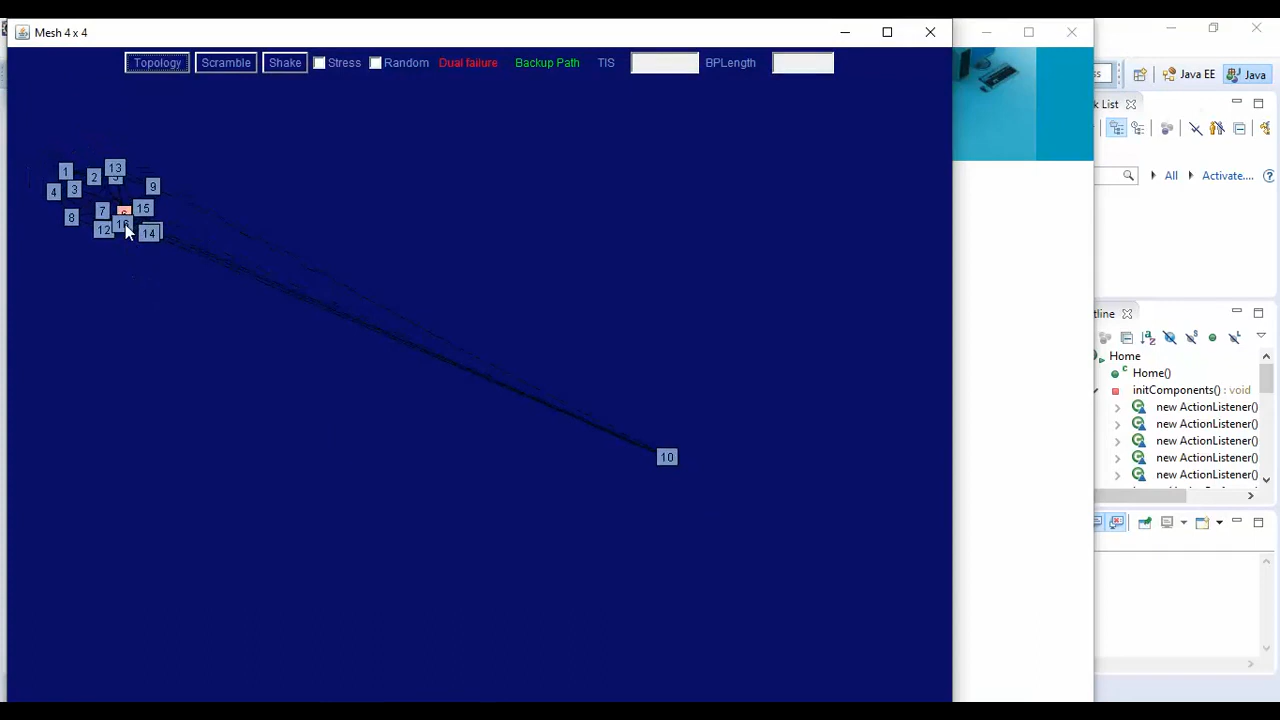 Mesh 4 x 4
Topology Scramble Shake Stress Random Dual failure Backup Path TIS BPLength
Java EE Java
k List
All Activate...
1 2 13 9
4 3
8 7 15
12 16 14
10
tline
Home
Home()
initComponents() : void
new ActionListener()
new ActionListener()
new ActionListener()
new ActionListener()
new ActionListener()